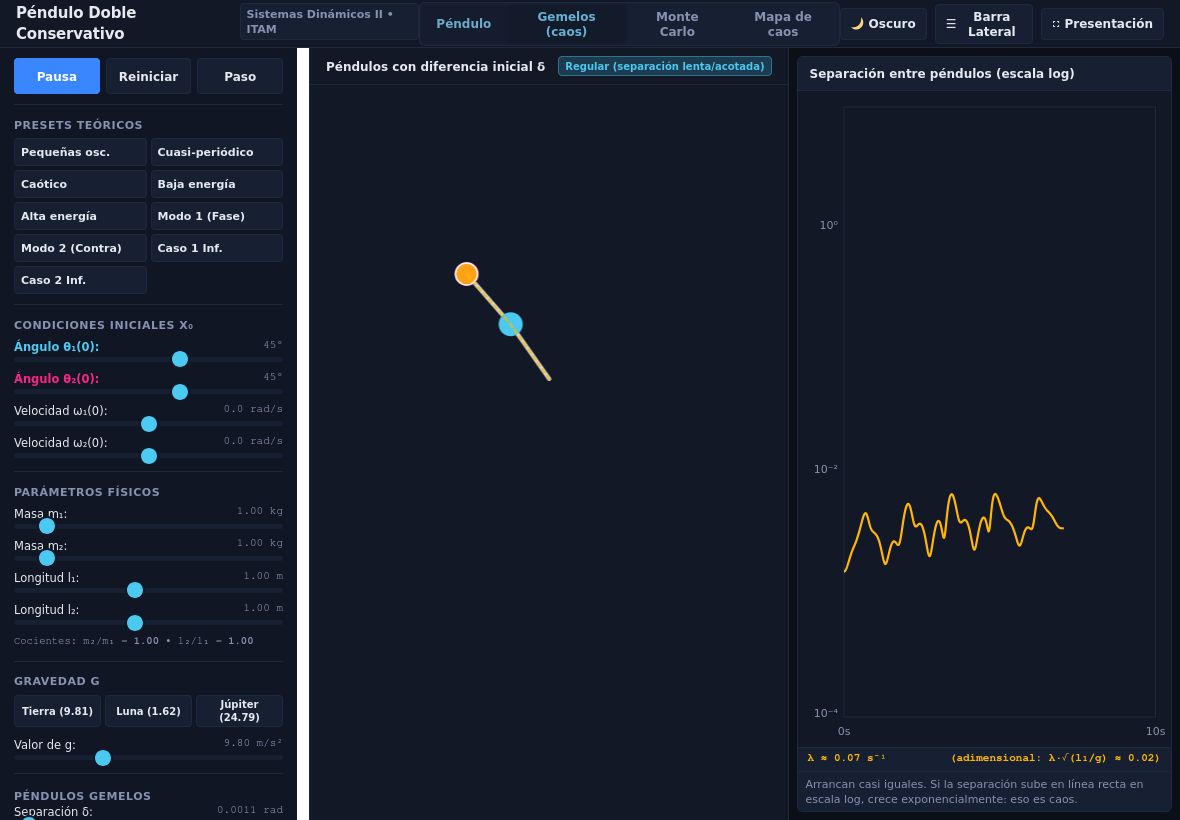 Péndulo Doble
Conservativo
Sistemas Dinámicos II •
ITAM
Péndulo
Gemelos
(caos)
Monte
Carlo
Mapa de
caos
🌙 Oscuro
☰ Barra
Lateral
Presentación
Pausa
Reiniciar
Paso
PRESETS TEÓRICOS
Pequeñas osc.
Cuasi-periódico
Caótico
Baja energía
Alta energía
Modo 1 (Fase)
Modo 2 (Contra)
Caso 1 Inf.
Caso 2 Inf.
CONDICIONES INICIALES X₀
Ángulo θ₁(0): 45°
Ángulo θ₂(0): 45°
Velocidad ω₁(0): 0.0 rad/s
Velocidad ω₂(0): 0.0 rad/s
PARÁMETROS FÍSICOS
Masa m₁: 1.00 kg
Masa m₂: 1.00 kg
Longitud l₁: 1.00 m
Longitud l₂: 1.00 m
Cocientes: m₂/m₁ = 1.00 • l₂/l₁ = 1.00
GRAVEDAD G
Tierra (9.81)
Luna (1.62)
Júpiter
(24.79)
Valor de g: 9.80 m/s²
PÉNDULOS GEMELOS
Separación δ: 0.0011 rad
Péndulos con diferencia inicial δ
Regular (separación lenta/acotada)
Separación entre péndulos (escala log)
10⁰
10⁻²
10⁻⁴
0s
10s
λ ≈ 0.07 s⁻¹
(adimensional: λ·√(l₁/g) ≈ 0.02)
Arrancan casi iguales. Si la separación sube en línea recta en
escala log, crece exponencialmente: eso es caos.